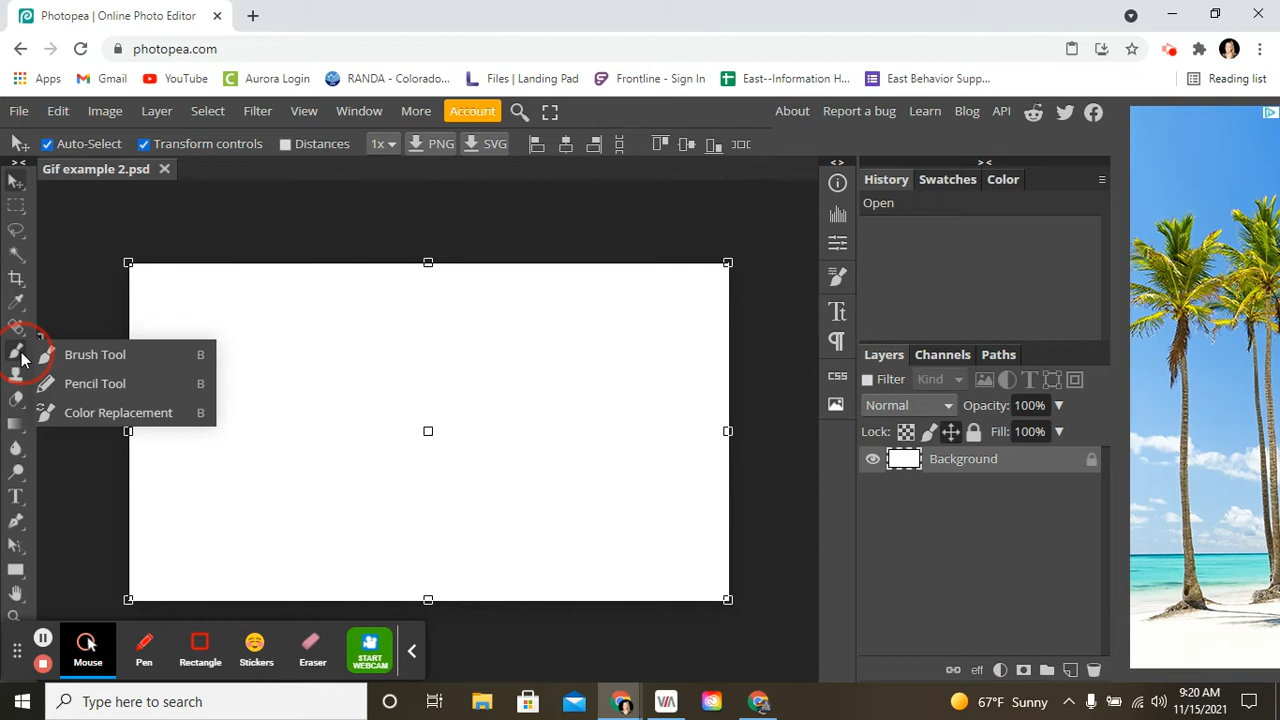 Photopea | Online Photo Editor
photopea.com
Apps
Gmail
YouTube
Aurora Login
RANDA - Colorado...
Files | Landing Pad
Frontline - Sign In
East--Information H...
East Behavior Supp...
Reading list
File Edit Image Layer Select Filter View Window More Account About Report a bug Learn Blog API
Auto-Select Transform controls Distances 1x PNG SVG
> < Gif example 2.psd
< > > <
History Swatches Color
Open
Brush Tool B
Pencil Tool B
Color Replacement B
CSS
Layers Channels Paths
Filter Kind
Normal Opacity: 100%
Lock: Fill: 100%
Background
eff
Mouse Pen Rectangle Stickers Eraser START
WEBCAM
Type here to search
67°F Sunny
9:20 AM
11/15/2021